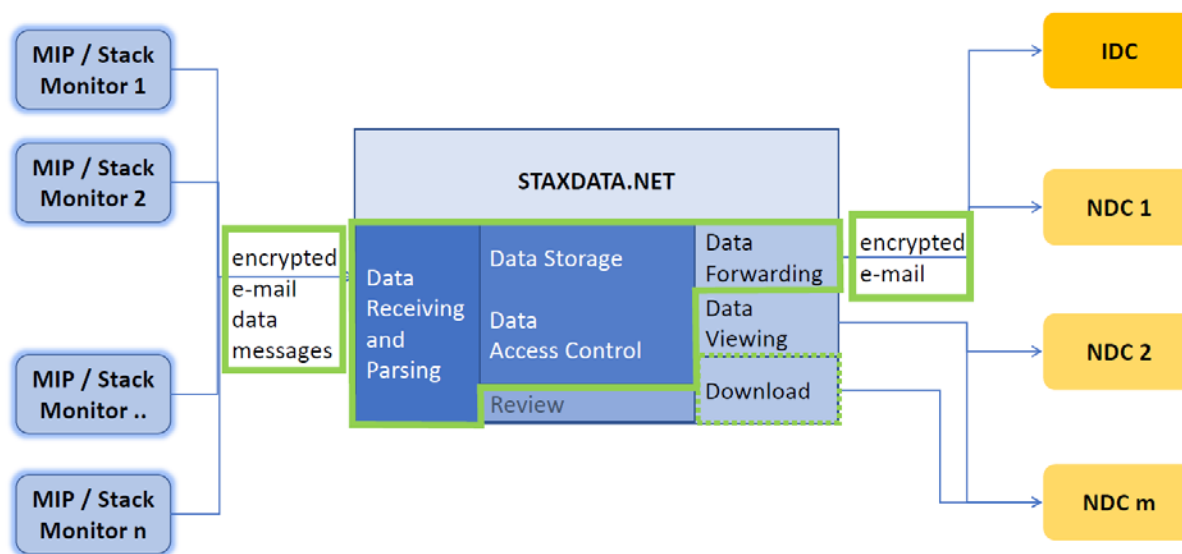 MIP / Stack
Monitor 1
MIP / Stack
Monitor 2
MIP / Stack
Monitor ..
MIP / Stack
Monitor n
encrypted
e-mail
data
messages
STAXDATA.NET
Data
Receiving
and
Parsing
Data Storage
Data
Access Control
Review
Data
Forwarding
Data
Viewing
Download
encrypted
e-mail
IDC
NDC 1
NDC 2
NDC m